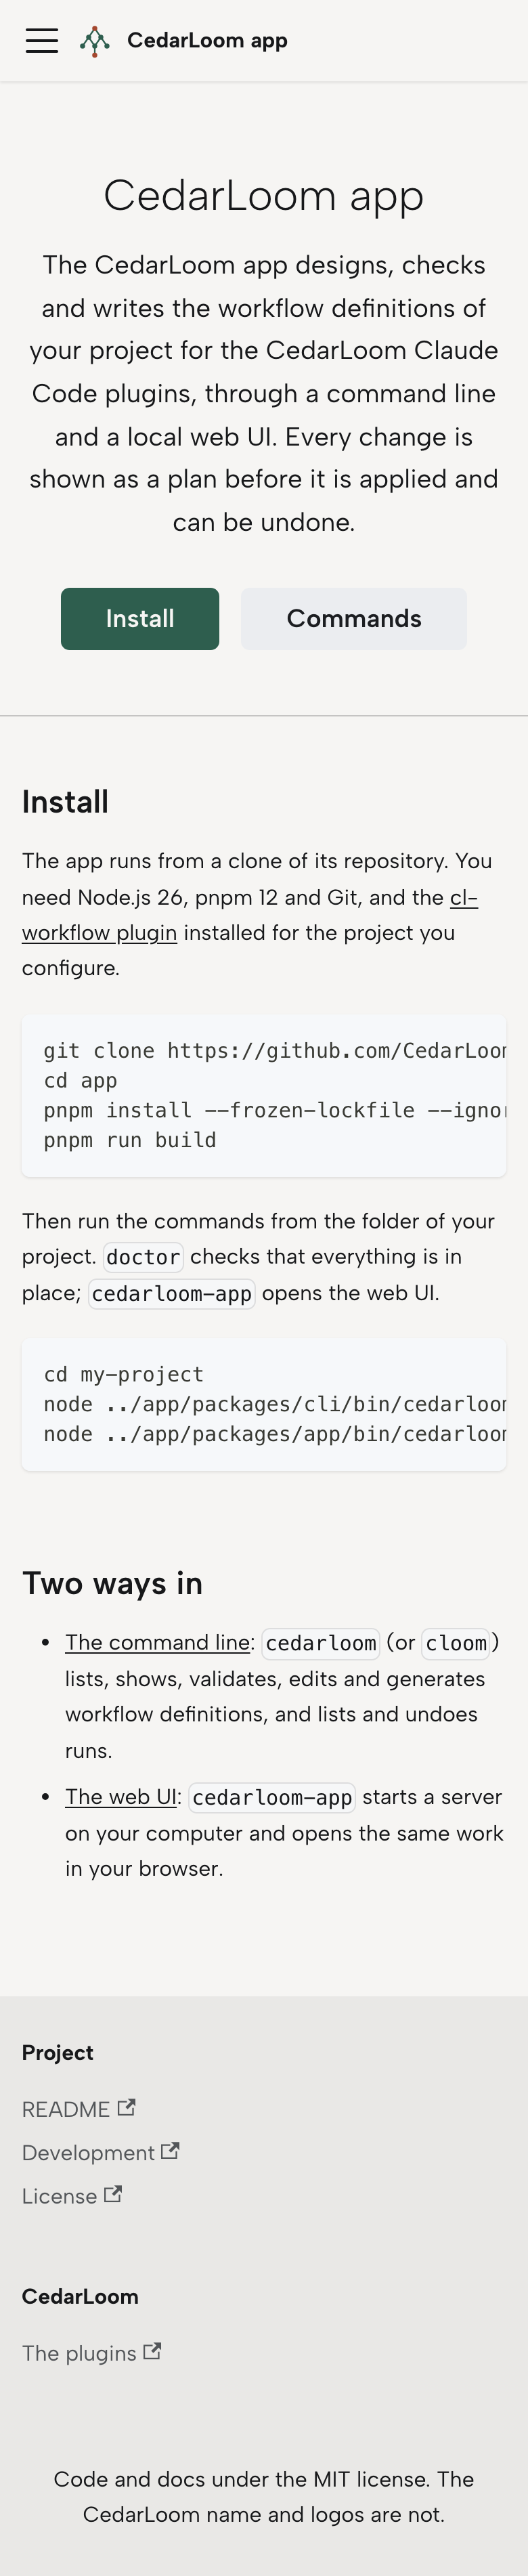 CedarLoom app
CedarLoom app
The CedarLoom app designs, checks
and writes the workflow definitions of
your project for the CedarLoom Claude
Code plugins, through a command line
and a local web UI. Every change is
shown as a plan before it is applied and
can be undone.
Install
Commands
Install
The app runs from a clone of its repository. You
need Node.js 26, pnpm 12 and Git, and the cl-
workflow plugin installed for the project you
configure.
git clone https://github.com/CedarLoom
cd app
pnpm install --frozen-lockfile --ignor
pnpm run build
Then run the commands from the folder of your
project. doctor checks that everything is in
place; cedarloom-app opens the web UI.
cd my-project
node ../app/packages/cli/bin/cedarloom
node ../app/packages/app/bin/cedarloom
Two ways in
The command line: cedarloom (or cloom)
lists, shows, validates, edits and generates
workflow definitions, and lists and undoes
runs.
The web UI: cedarloom-app starts a server
on your computer and opens the same work
in your browser.
Project
README
Development
License
CedarLoom
The plugins
Code and docs under the MIT license. The
CedarLoom name and logos are not.